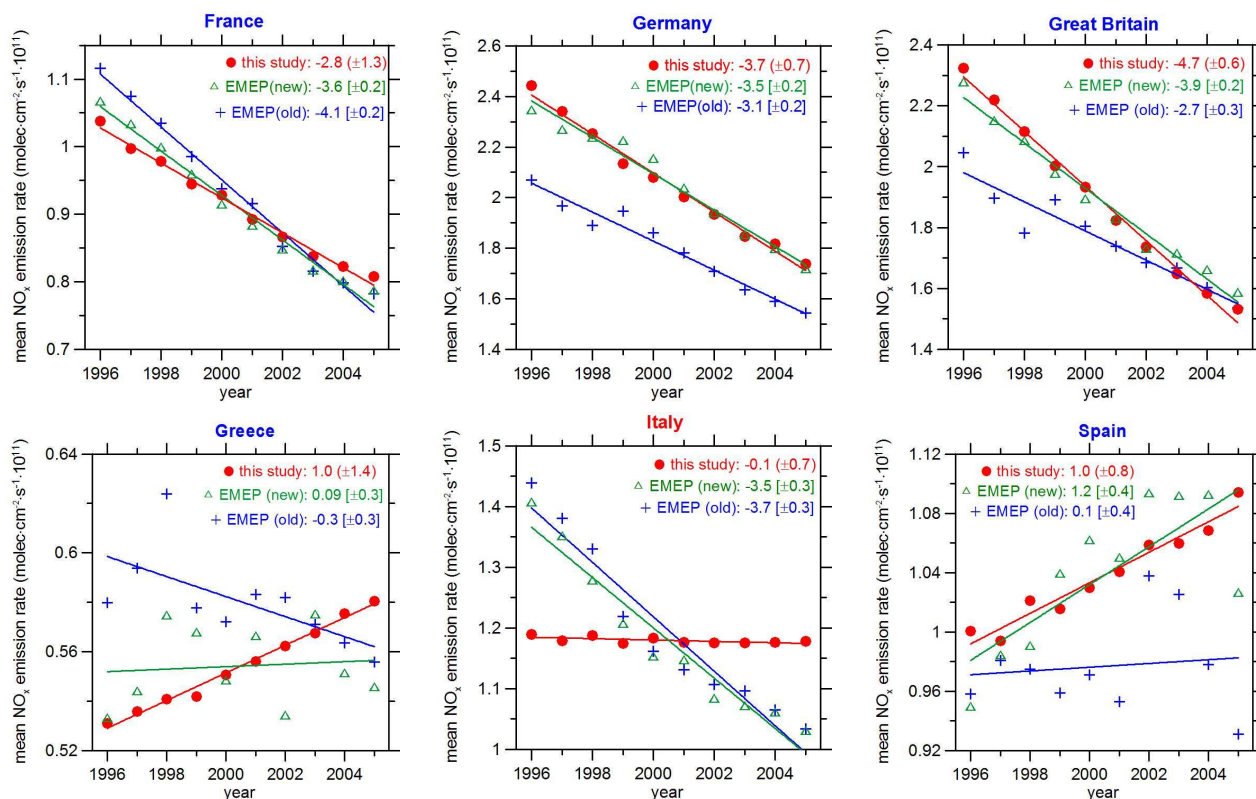 France
mean NOx emission rate (molec·cm-2·s-1·10^11)
● this study: -2.8 (±1.3)
△ EMEP(new): -3.6 [±0.2]
+ EMEP(old): -4.1 [±0.2]
1.1
1
0.9
0.8
0.7
1996 1998 2000 2002 2004
year
Germany
mean NOx emission rate (molec·cm-2·s-1·10^11)
● this study: -3.7 (±0.7)
△ EMEP(new): -3.5 [±0.2]
+ EMEP(old): -3.1 [±0.2]
2.6
2.4
2.2
2
1.8
1.6
1.4
1996 1998 2000 2002 2004
year
Great Britain
mean NOx emission rate (molec·cm-2·s-1·10^11)
● this study: -4.7 (±0.6)
△ EMEP (new): -3.9 [±0.2]
+ EMEP(old): -2.7 [±0.3]
2.4
2.2
2
1.8
1.6
1.4
1996 1998 2000 2002 2004
year
Greece
mean NOx emission rate (molec·cm-2·s-1·10^11)
● this study: 1.0 (±1.4)
△ EMEP (new): 0.09 [±0.3]
+ EMEP (old): -0.3 [±0.3]
0.64
0.6
0.56
0.52
1996 1998 2000 2002 2004
year
Italy
mean NOx emission rate (molec·cm-2·s-1·10^11)
● this study: -0.1 (±0.7)
△ EMEP (new): -3.5 [±0.3]
+ EMEP (old): -3.7 [±0.3]
1.5
1.4
1.3
1.2
1.1
1
1996 1998 2000 2002 2004
year
Spain
mean NOx emission rate (molec·cm-2·s-1·10^11)
● this study: 1.0 (±0.8)
△ EMEP (new): 1.2 [±0.4]
+ EMEP (old): 0.1 [±0.4]
1.12
1.08
1.04
1
0.96
0.92
1996 1998 2000 2002 2004
year